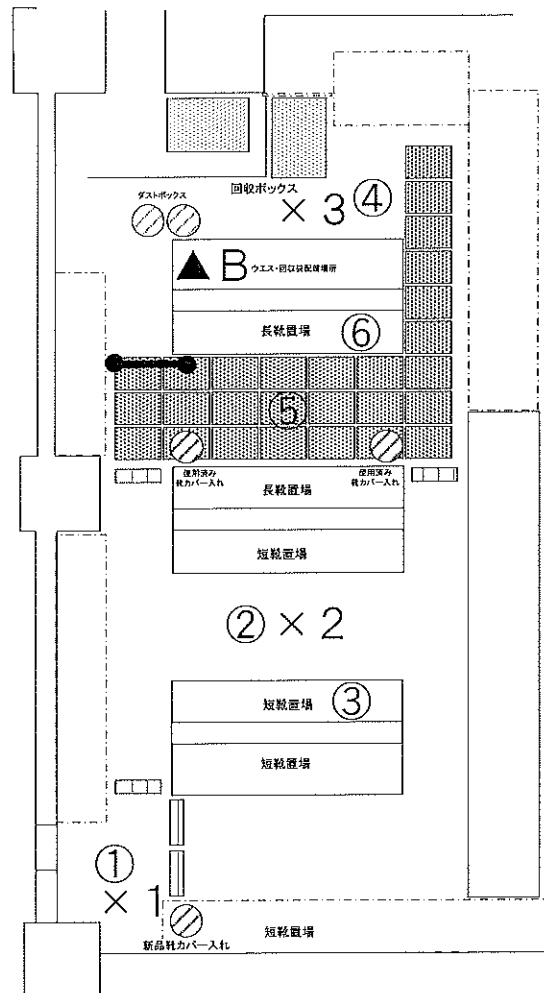 ダストボックス
回収ボックス
× 3 ④
▲ B ウエス・回収袋配備場所
長靴置場 ⑥
⑤
使用済み
靴カバー入れ
使用済み
靴カバー入れ
長靴置場
短靴置場
② × 2
短靴置場 ③
短靴置場
①
× 1
新品靴カバー入れ
短靴置場